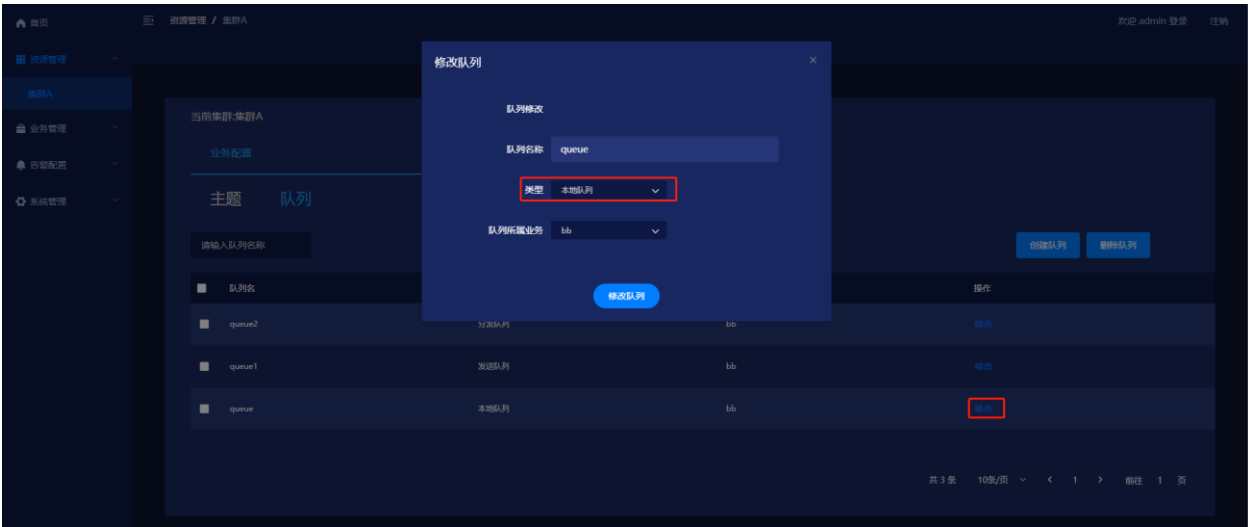 首页
资源管理 / 集群A
欢迎 admin 登录 注销
资源管理
集群A
业务管理
告警配置
系统管理
当前集群:集群A
业务配置
主题 队列
请输入队列名称
创建队列 删除队列
修改队列
×
队列修改
队列名称 queue
类型 本地队列
队列所属业务 bb
修改队列
队列名 操作
queue2 分发队列 bb 修改
queue1 发送队列 bb 修改
queue 本地队列 bb 修改
共 3 条 10条/页 < 1 > 前往 1 页